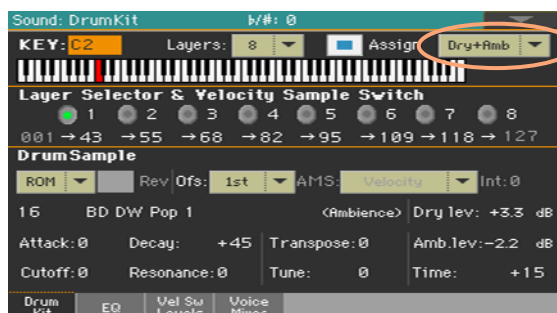 Sound: DrumKit ♭/#: 0
KEY: C2 Layers: 8 Assign Dry+Amb
Layer Selector & Velocity Sample Switch
1 2 3 4 5 6 7 8
001 →43 →55 →68 →82 →95 →109 →118 → 127
DrumSample
ROM Rev Ofs: 1st AMS: Velocity Int:0
16 BD DW Pop 1 (Ambience) Dry lev: +3.3 dB
Attack:0 Decay: +45 Transpose:0 Amb.lev:-2.2 dB
Cutoff:0 Resonance:0 Tune: 0 Time: +15
Drum EQ Vel Sw Voice
Kit Levels Mixer